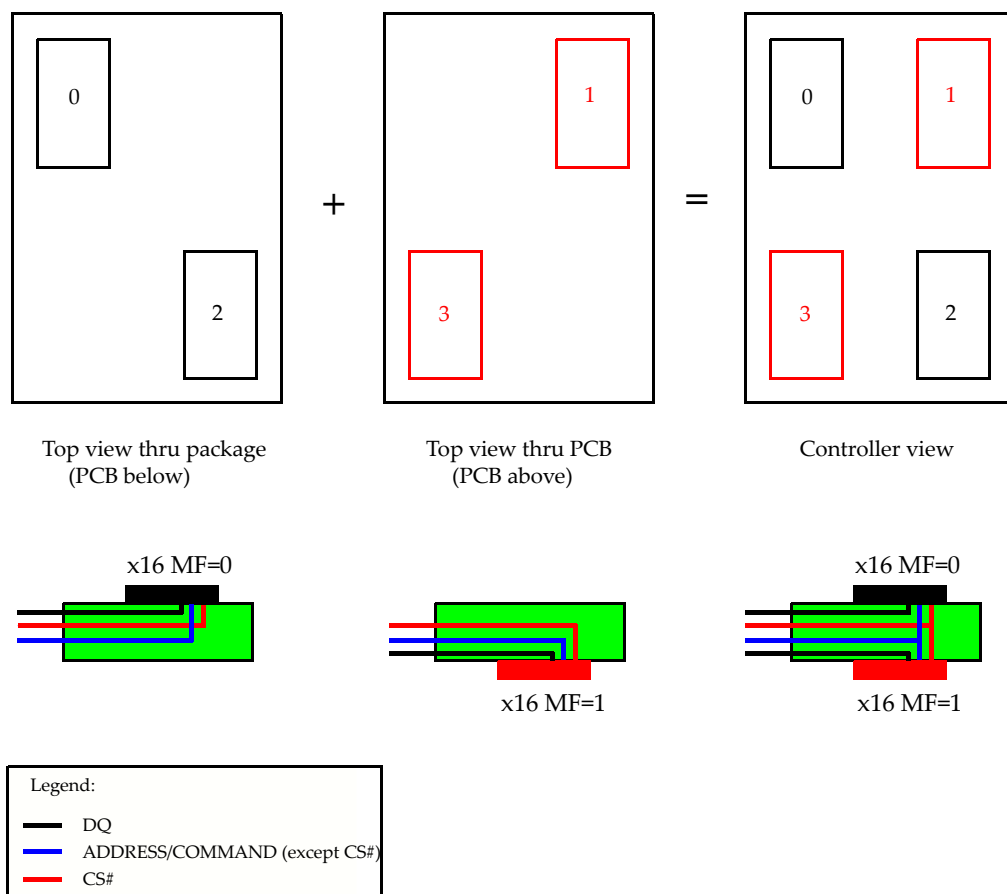 0
1
0
1
+
=
2
3
3
2
Top view thru package
(PCB below)
Top view thru PCB
(PCB above)
Controller view
x16 MF=0
x16 MF=0
x16 MF=1
x16 MF=1
Legend:
DQ
ADDRESS/COMMAND (except CS#)
CS#